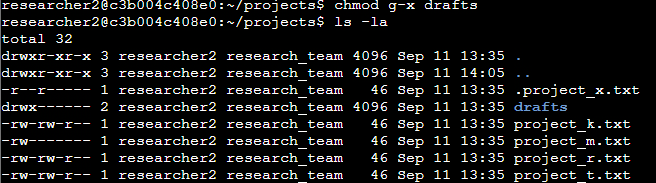 researcher2@c3b004c408e0:~/projects$ chmod g-x drafts
researcher2@c3b004c408e0:~/projects$ ls -la
total 32
drwxr-xr-x 3 researcher2 research_team 4096 Sep 11 13:35 .
drwxr-xr-x 3 researcher2 research_team 4096 Sep 11 14:05 ..
-r--r----- 1 researcher2 research_team   46 Sep 11 13:35 .project_x.txt
drwx------ 2 researcher2 research_team 4096 Sep 11 13:35 drafts
-rw-rw-r-- 1 researcher2 research_team   46 Sep 11 13:35 project_k.txt
-rw------- 1 researcher2 research_team   46 Sep 11 13:35 project_m.txt
-rw-rw-r-- 1 researcher2 research_team   46 Sep 11 13:35 project_r.txt
-rw-rw-r-- 1 researcher2 research_team   46 Sep 11 13:35 project_t.txt